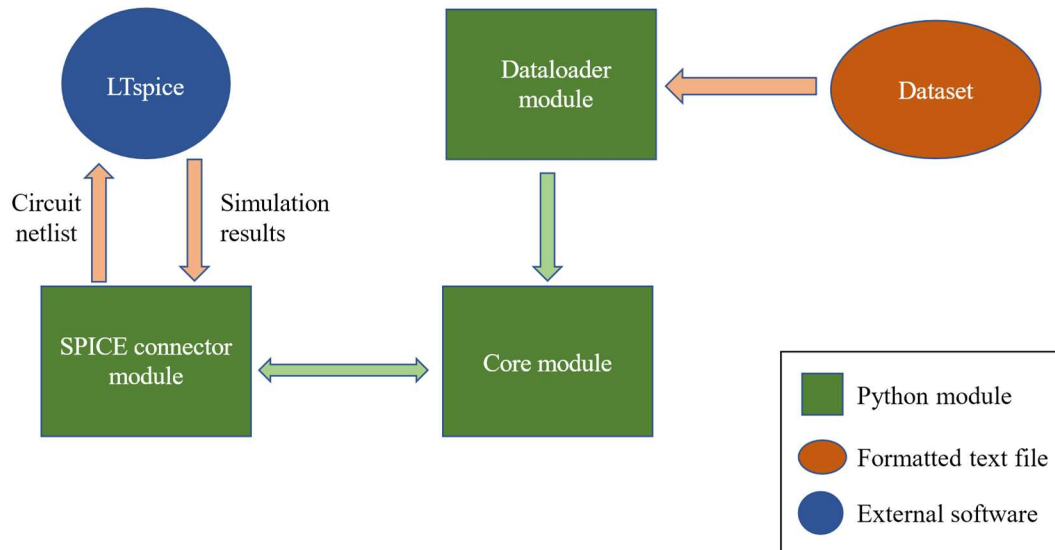 LTspice
Dataloader
module
Dataset
Circuit
netlist
Simulation
results
SPICE connector
module
Core module
Python module
Formatted text file
External software